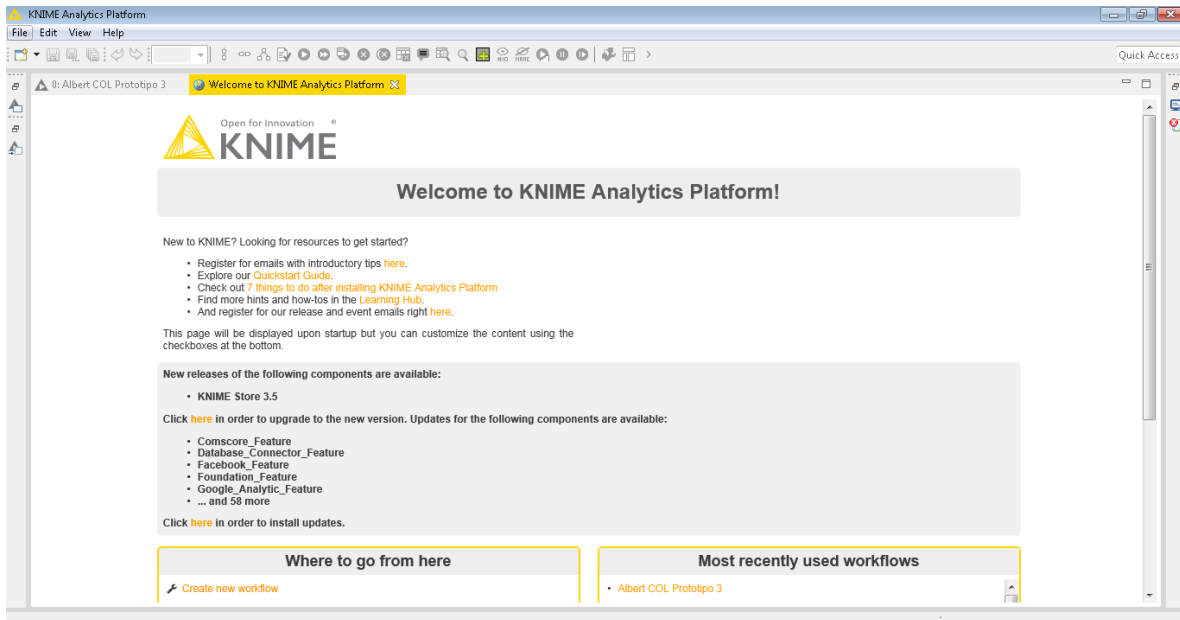 KNIME Analytics Platform
File Edit View Help
Quick Access
0: Albert COL Prototipo 3 Welcome to KNIME Analytics Platform
Open for Innovation ®
KNIME
Welcome to KNIME Analytics Platform!
New to KNIME? Looking for resources to get started?
• Register for emails with introductory tips here.
• Explore our Quickstart Guide.
• Check out 7 things to do after installing KNIME Analytics Platform
• Find more hints and how-tos in the Learning Hub.
• And register for our release and event emails right here.
This page will be displayed upon startup but you can customize the content using the
checkboxes at the bottom.
New releases of the following components are available:
• KNIME Store 3.5
Click here in order to upgrade to the new version. Updates for the following components are available:
• Comscore_Feature
• Database_Connector_Feature
• Facebook_Feature
• Foundation_Feature
• Google_Analytic_Feature
• ... and 58 more
Click here in order to install updates.
Where to go from here
Create new workflow
Most recently used workflows
• Albert COL Prototipo 3